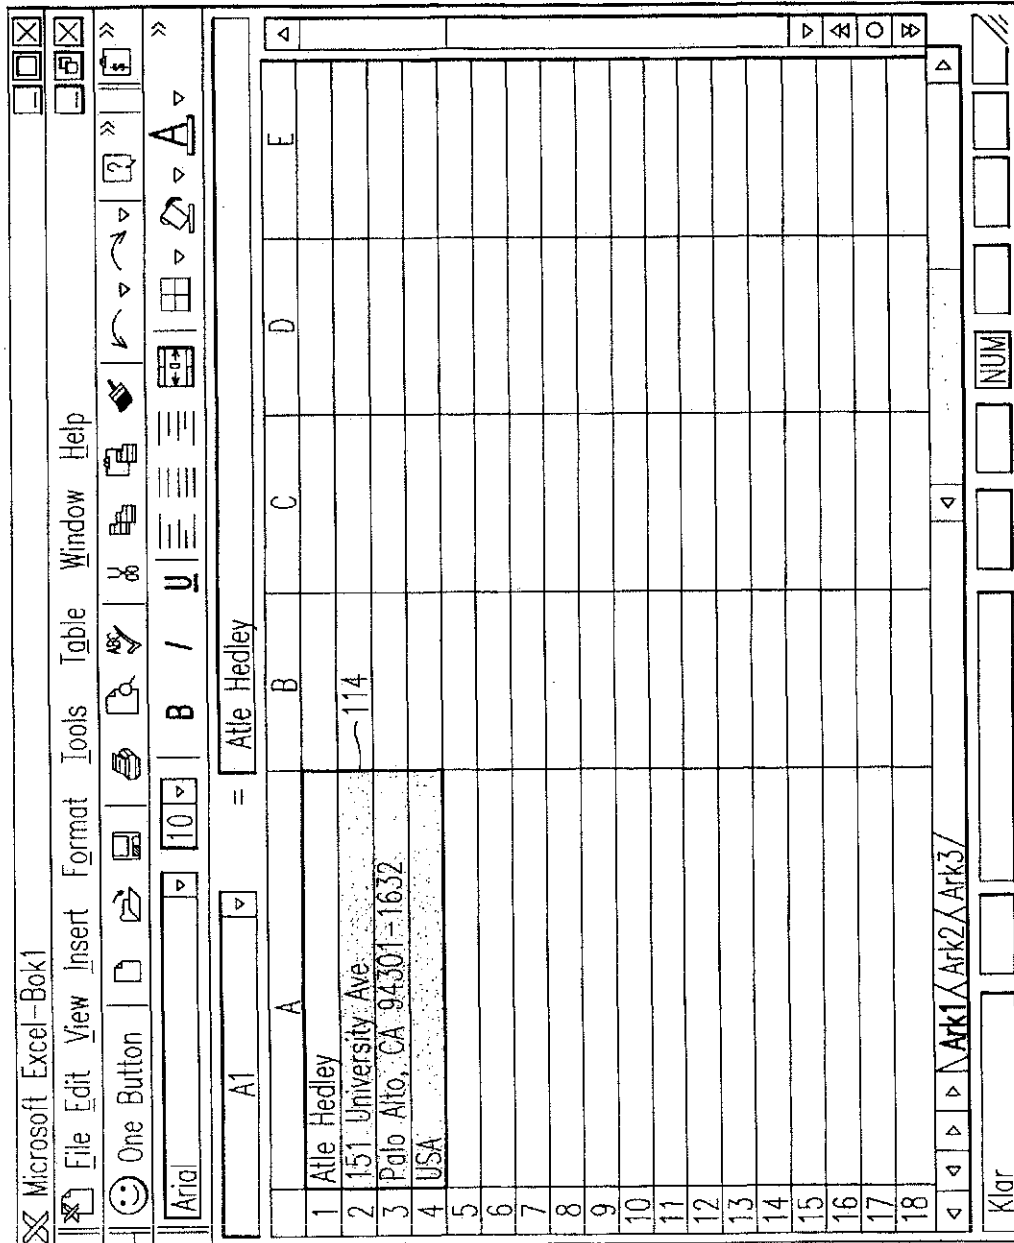 Microsoft Excel-Bok1
File Edit View Insert Format Tools Table Window Help
One Button ABC ?
Arial 10 B / U A
A1 = Atle Hedley
A B C D E
1 Atle Hedley
2 151 University Ave 114
3 Palo Alto, CA 94301-1632
4 USA
5
6
7
8
9
10
11
12
13
14
15
16
17
18
Ark1 Ark2 Ark3
Klar NUM